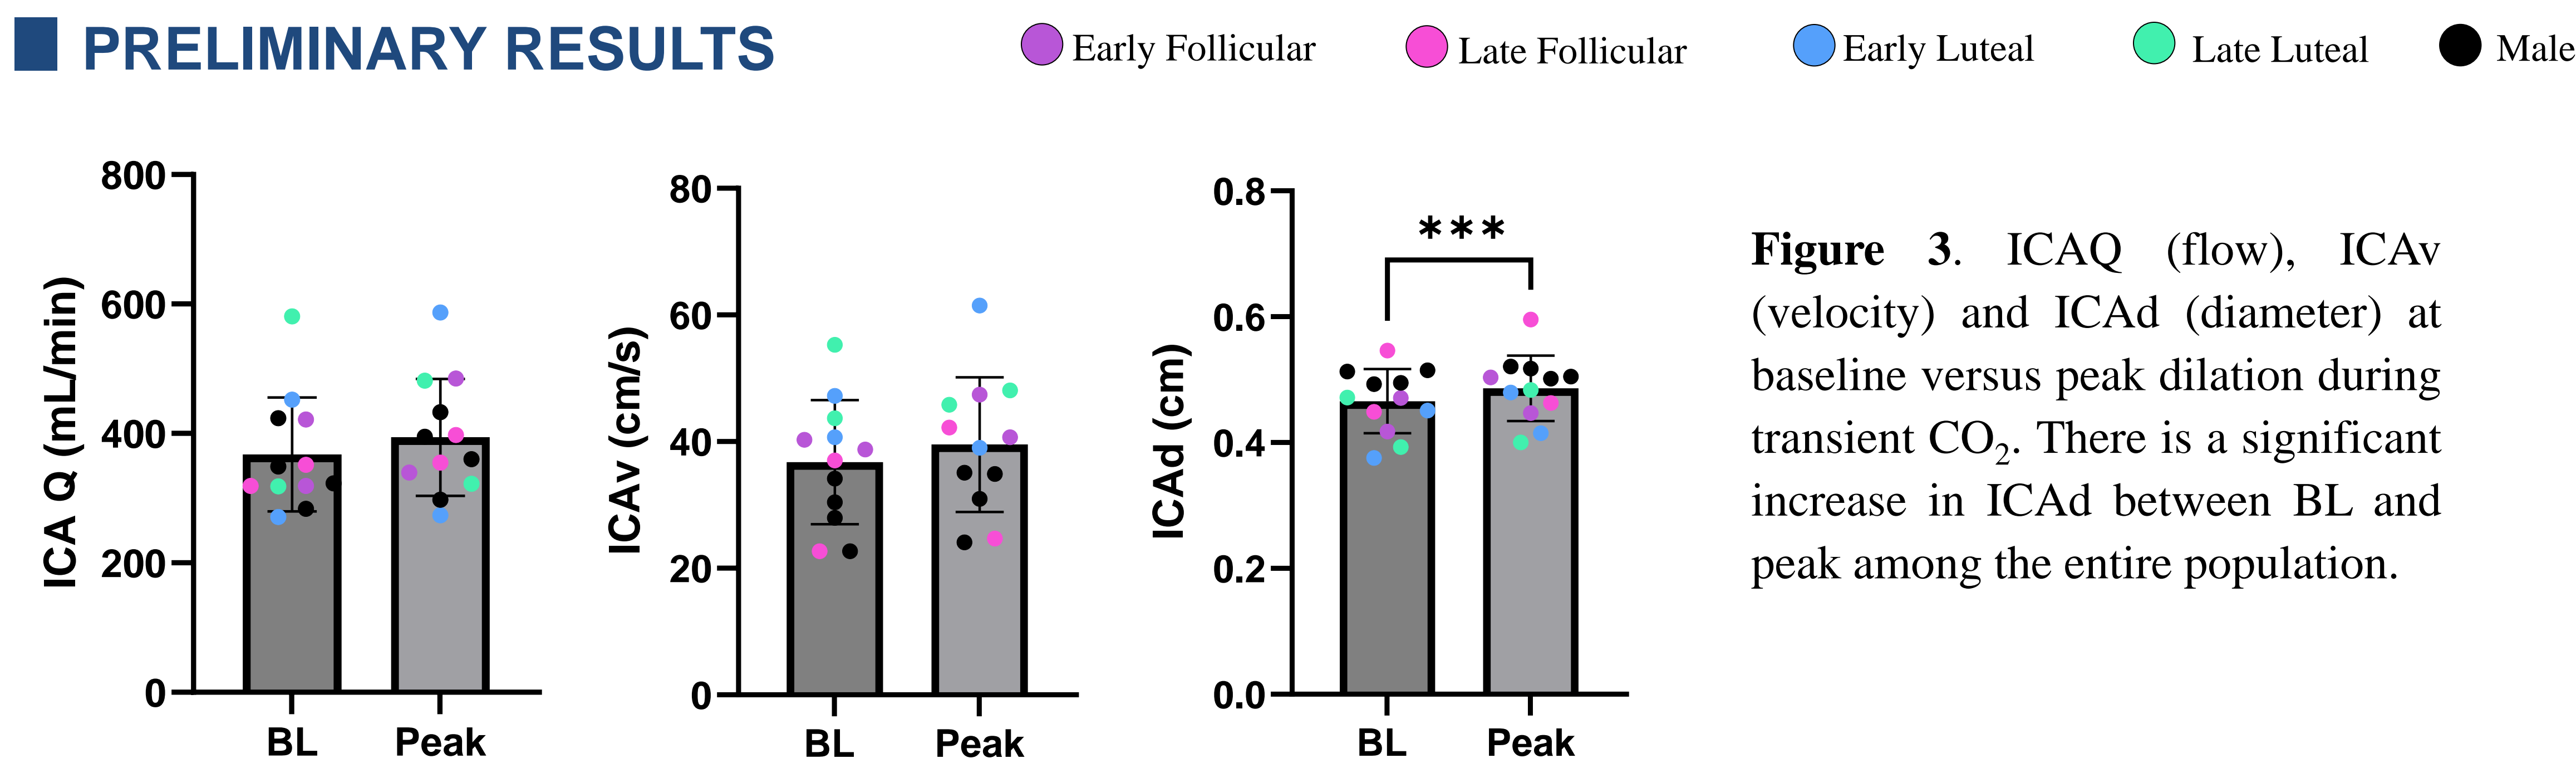 PRELIMINARY RESULTS
Early Follicular
Late Follicular
Early Luteal
Late Luteal
Male
ICA Q (mL/min)
800
600
400
200
0
BL
Peak
ICAv (cm/s)
80
60
40
20
0
BL
Peak
ICAd (cm)
0.8
0.6
0.4
0.2
0.0
***
BL
Peak
Figure 3. ICAQ (flow), ICAv
(velocity) and ICAd (diameter) at
baseline versus peak dilation during
transient CO₂. There is a significant
increase in ICAd between BL and
peak among the entire population.